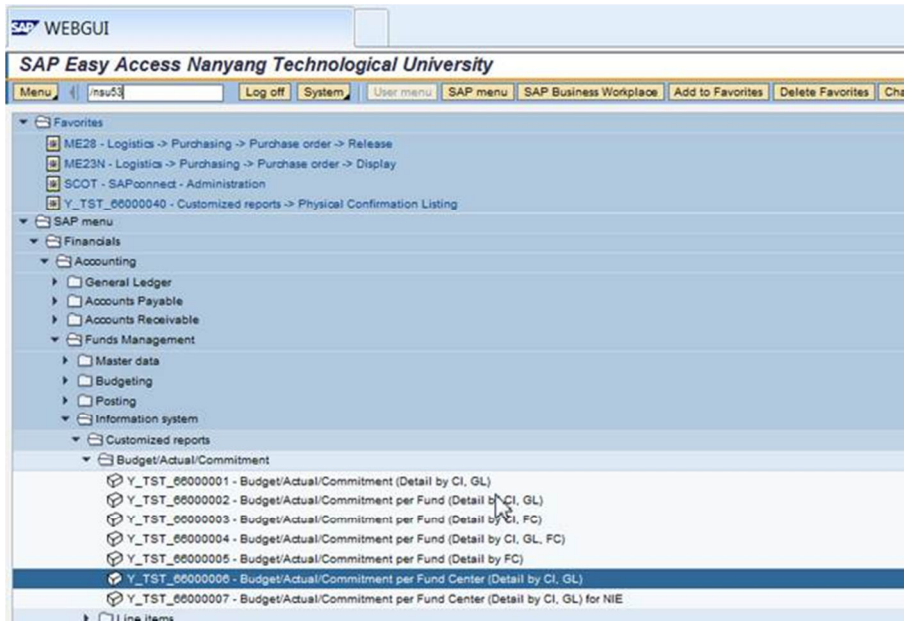 SAP WEBGUI
SAP Easy Access Nanyang Technological University
Menu /nsu53 Log off System User menu SAP menu SAP Business Workplace Add to Favorites Delete Favorites Cha
Favorites
ME28 - Logistics -> Purchasing -> Purchase order -> Release
ME23N - Logistics -> Purchasing -> Purchase order -> Display
SCOT - SAPconnect - Administration
Y_TST_66000040 - Customized reports -> Physical Confirmation Listing
SAP menu
Financials
Accounting
General Ledger
Accounts Payable
Accounts Receivable
Funds Management
Master data
Budgeting
Posting
Information system
Customized reports
Budget/Actual/Commitment
Y_TST_66000001 - Budget/Actual/Commitment (Detail by CI, GL)
Y_TST_66000002 - Budget/Actual/Commitment per Fund (Detail by CI, GL)
Y_TST_66000003 - Budget/Actual/Commitment per Fund (Detail by CI, FC)
Y_TST_66000004 - Budget/Actual/Commitment per Fund (Detail by CI, GL, FC)
Y_TST_66000005 - Budget/Actual/Commitment per Fund (Detail by FC)
Y_TST_66000006 - Budget/Actual/Commitment per Fund Center (Detail by CI, GL)
Y_TST_66000007 - Budget/Actual/Commitment per Fund Center (Detail by CI, GL) for NIE
Line items